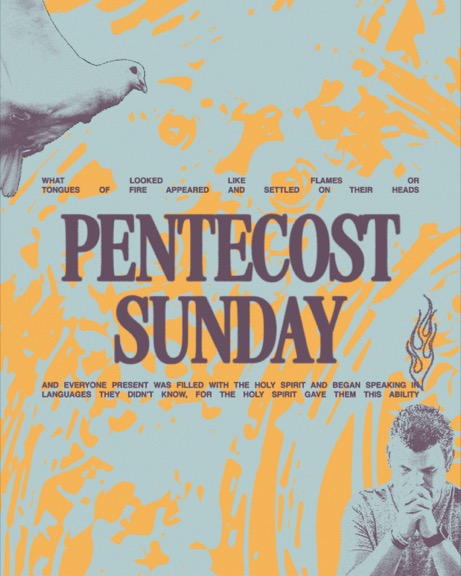 WHAT LOOKED LIKE FLAMES OR
TONGUES OF FIRE APPEARED AND SETTLED ON THEIR HEADS
PENTECOST
SUNDAY
AND EVERYONE PRESENT WAS FILLED WITH THE HOLY SPIRIT AND BEGAN SPEAKING IN
LANGUAGES THEY DIDN'T KNOW, FOR THE HOLY SPIRIT GAVE THEM THIS ABILITY